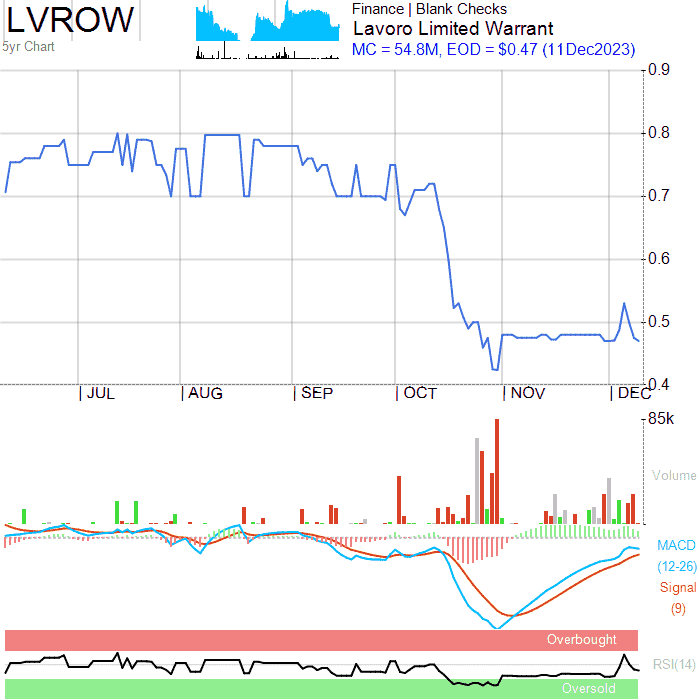 LVROW
5yr Chart
Finance | Blank Checks
Lavoro Limited Warrant
MC = 54.8M, EOD = $0.47 (11Dec2023)
0.9
0.8
0.7
0.6
0.5
0.4
JUL AUG SEP OCT NOV DEC
85k
Volume
MACD
(12-26)
Signal
(9)
Overbought
RSI(14)
Oversold